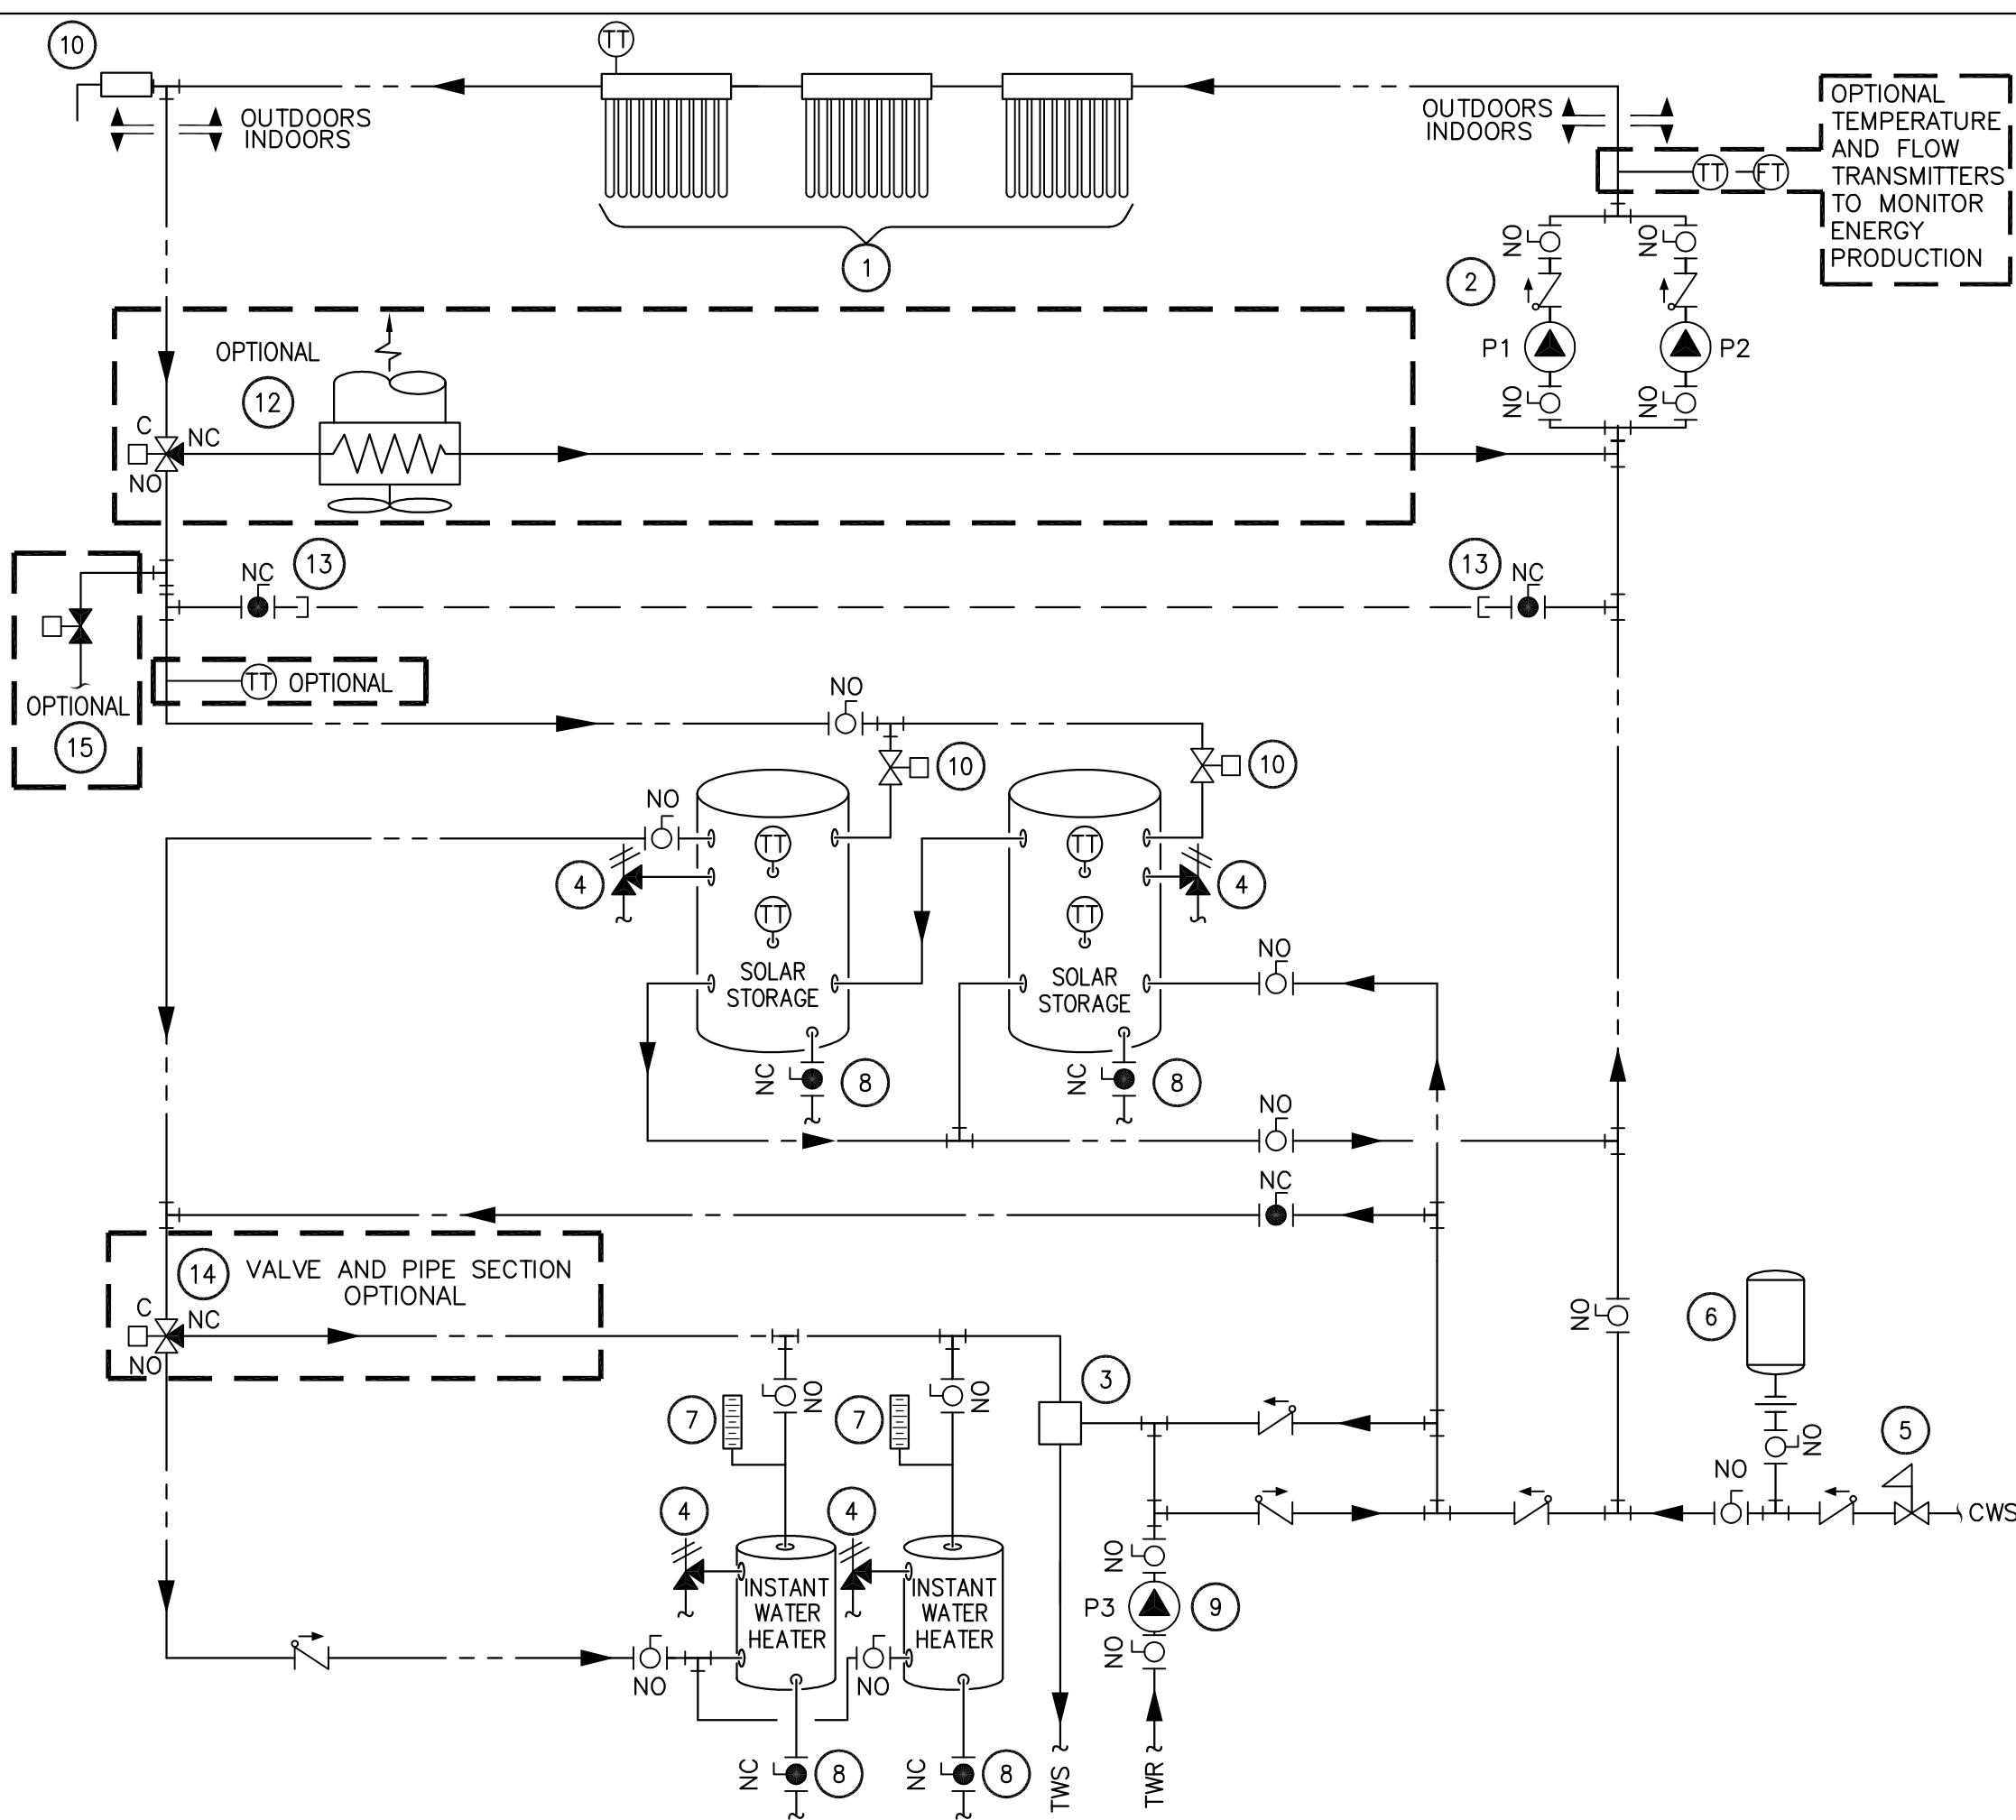 10
TT
OUTDOORS
INDOORS
OUTDOORS
INDOORS
OPTIONAL
TEMPERATURE
AND FLOW
TRANSMITTERS
TO MONITOR
ENERGY
PRODUCTION
TT
FT
1
NO
NO
2
P1
P2
NO
NO
OPTIONAL
12
C
NC
NO
NC
13
13
NC
TT OPTIONAL
OPTIONAL
15
NO
10
10
NO
TT
TT
4
4
TT
TT
NO
SOLAR
STORAGE
SOLAR
STORAGE
NC
8
NC
8
NO
NC
14
VALVE AND PIPE SECTION
OPTIONAL
C
NC
NO
NO
6
3
7
NO
7
NO
5
NO
NO
CWS
4
4
NO
INSTANT
WATER
HEATER
INSTANT
WATER
HEATER
P3
9
NO
NO
NO
NC
8
NC
8
TWS
TWR